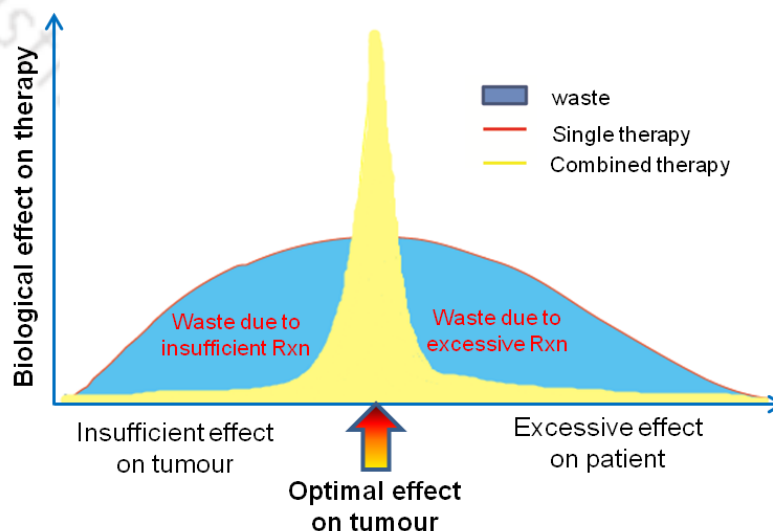 Biological effect on therapy
waste
Single therapy
Combined therapy
Waste due to
insufficient Rxn
Waste due to
excessive Rxn
Insufficient effect
on tumour
Excessive effect
on patient
Optimal effect
on tumour